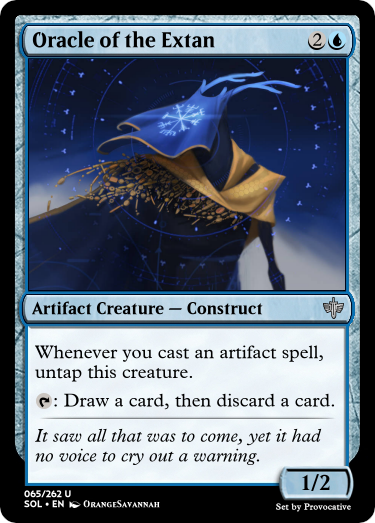 Oracle of the Extan 2
Artifact Creature — Construct
Whenever you cast an artifact spell,
untap this creature.
: Draw a card, then discard a card.
It saw all that was to come, yet it had
no voice to cry out a warning.
1/2
065/262 U
SOL • EN OrangeSavannah
Set by Provocative